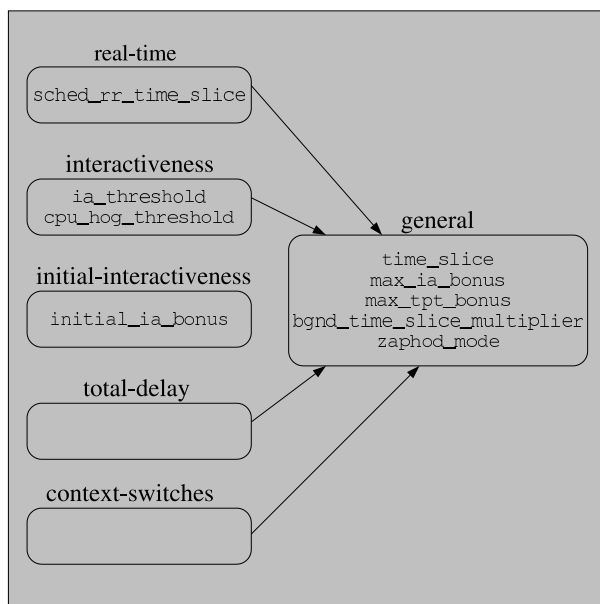 real-time
sched_rr_time_slice
interactiveness
ia_threshold
cpu_hog_threshold
general
time_slice
max_ia_bonus
max_tpt_bonus
bgnd_time_slice_multiplier
zaphod_mode
initial-interactiveness
initial_ia_bonus
total-delay
context-switches